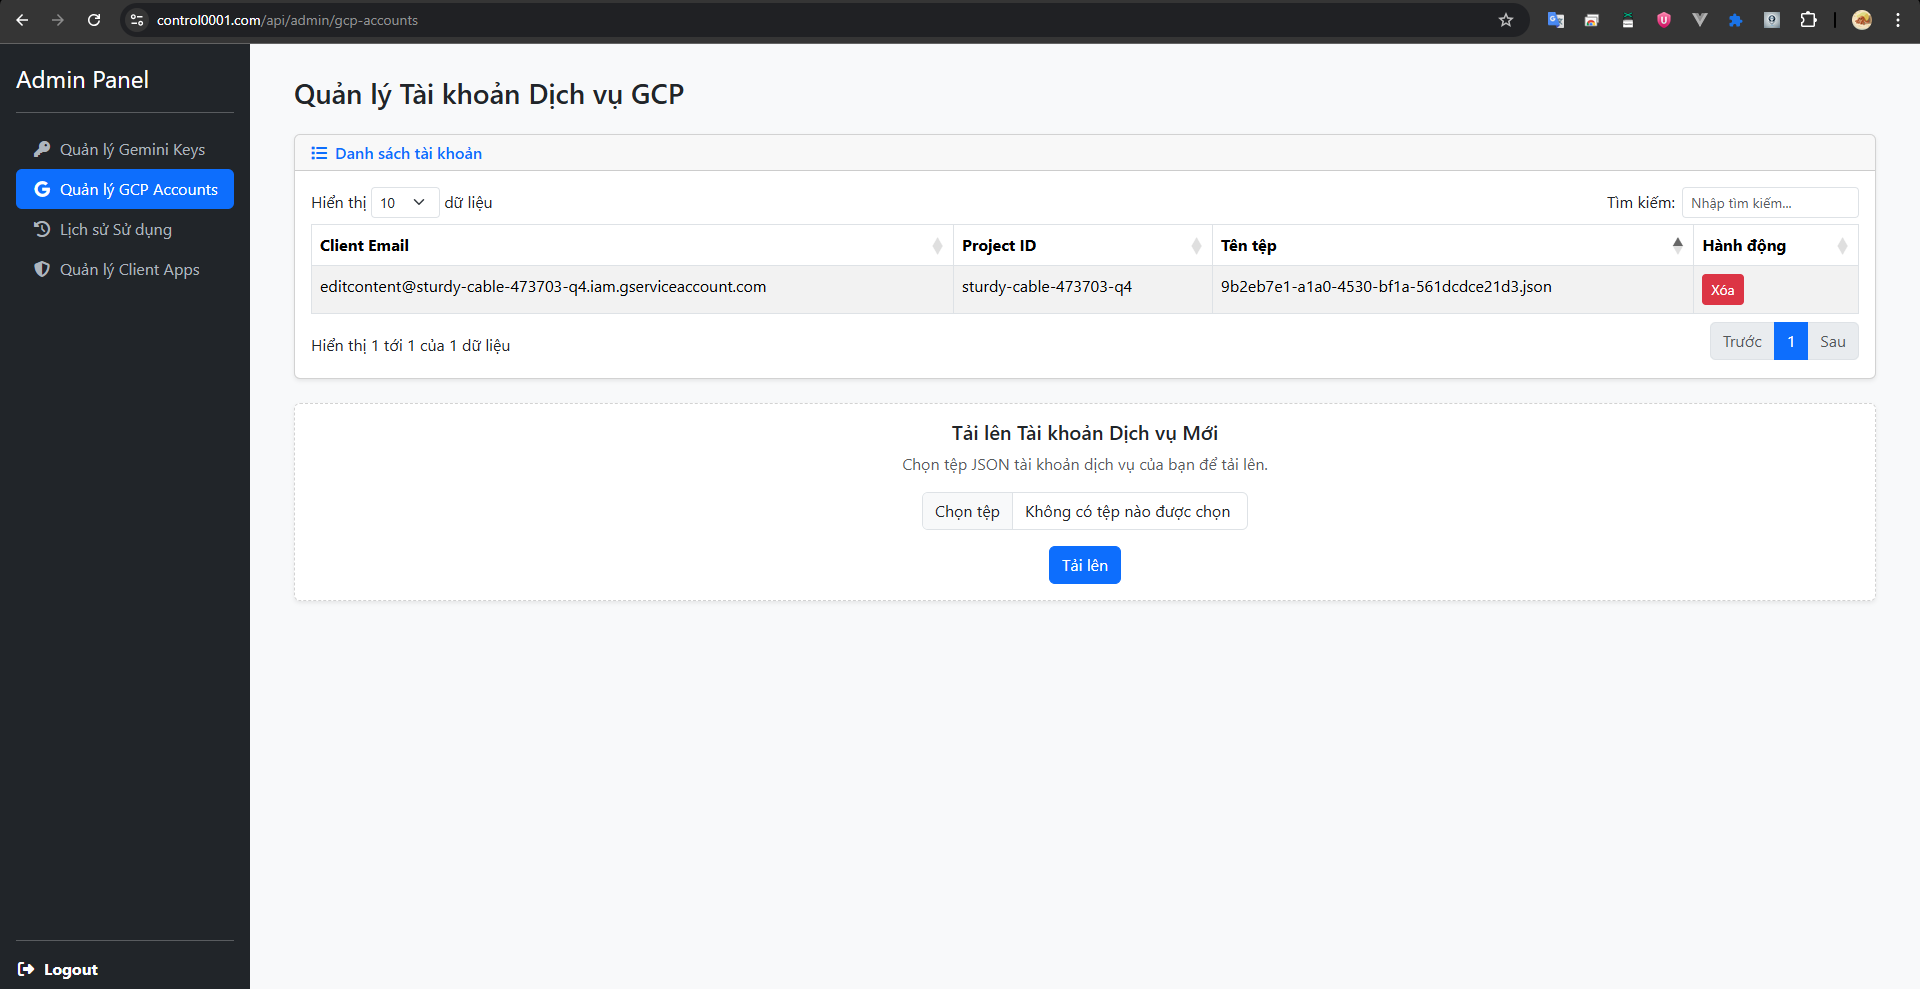 control0001.com/api/admin/gcp-accounts
Admin Panel
Quản lý Gemini Keys
Quản lý GCP Accounts
Lịch sử Sử dụng
Quản lý Client Apps
Logout
Quản lý Tài khoản Dịch vụ GCP
Danh sách tài khoản
Hiển thị 10 dữ liệu
Tìm kiếm: Nhập tìm kiếm...
Client Email Project ID Tên tệp Hành động
editcontent@sturdy-cable-473703-q4.iam.gserviceaccount.com sturdy-cable-473703-q4 9b2eb7e1-a1a0-4530-bf1a-561dcdce21d3.json Xóa
Hiển thị 1 tới 1 của 1 dữ liệu
Trước 1 Sau
Tải lên Tài khoản Dịch vụ Mới
Chọn tệp JSON tài khoản dịch vụ của bạn để tải lên.
Chọn tệp Không có tệp nào được chọn
Tải lên